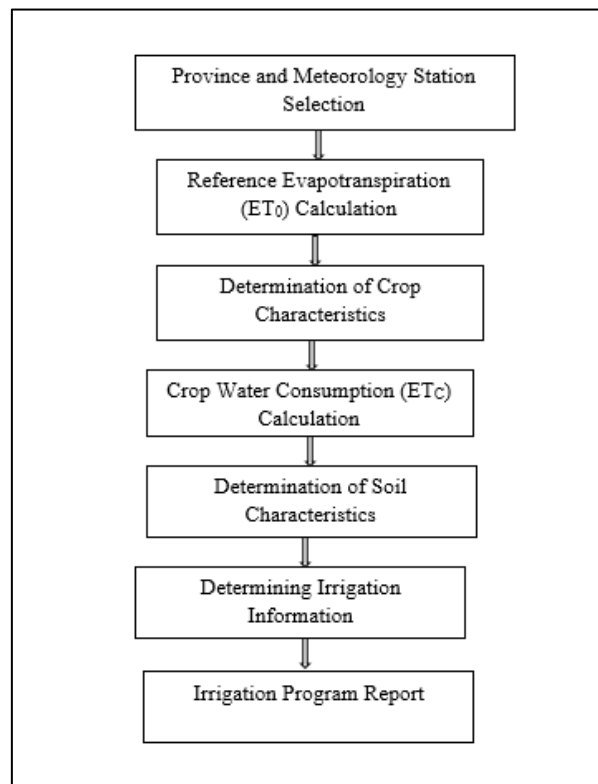 Province and Meteorology Station
Selection
Reference Evapotranspiration
(ET₀) Calculation
Determination of Crop
Characteristics
Crop Water Consumption (ETC)
Calculation
Determination of Soil
Characteristics
Determining Irrigation
Information
Irrigation Program Report